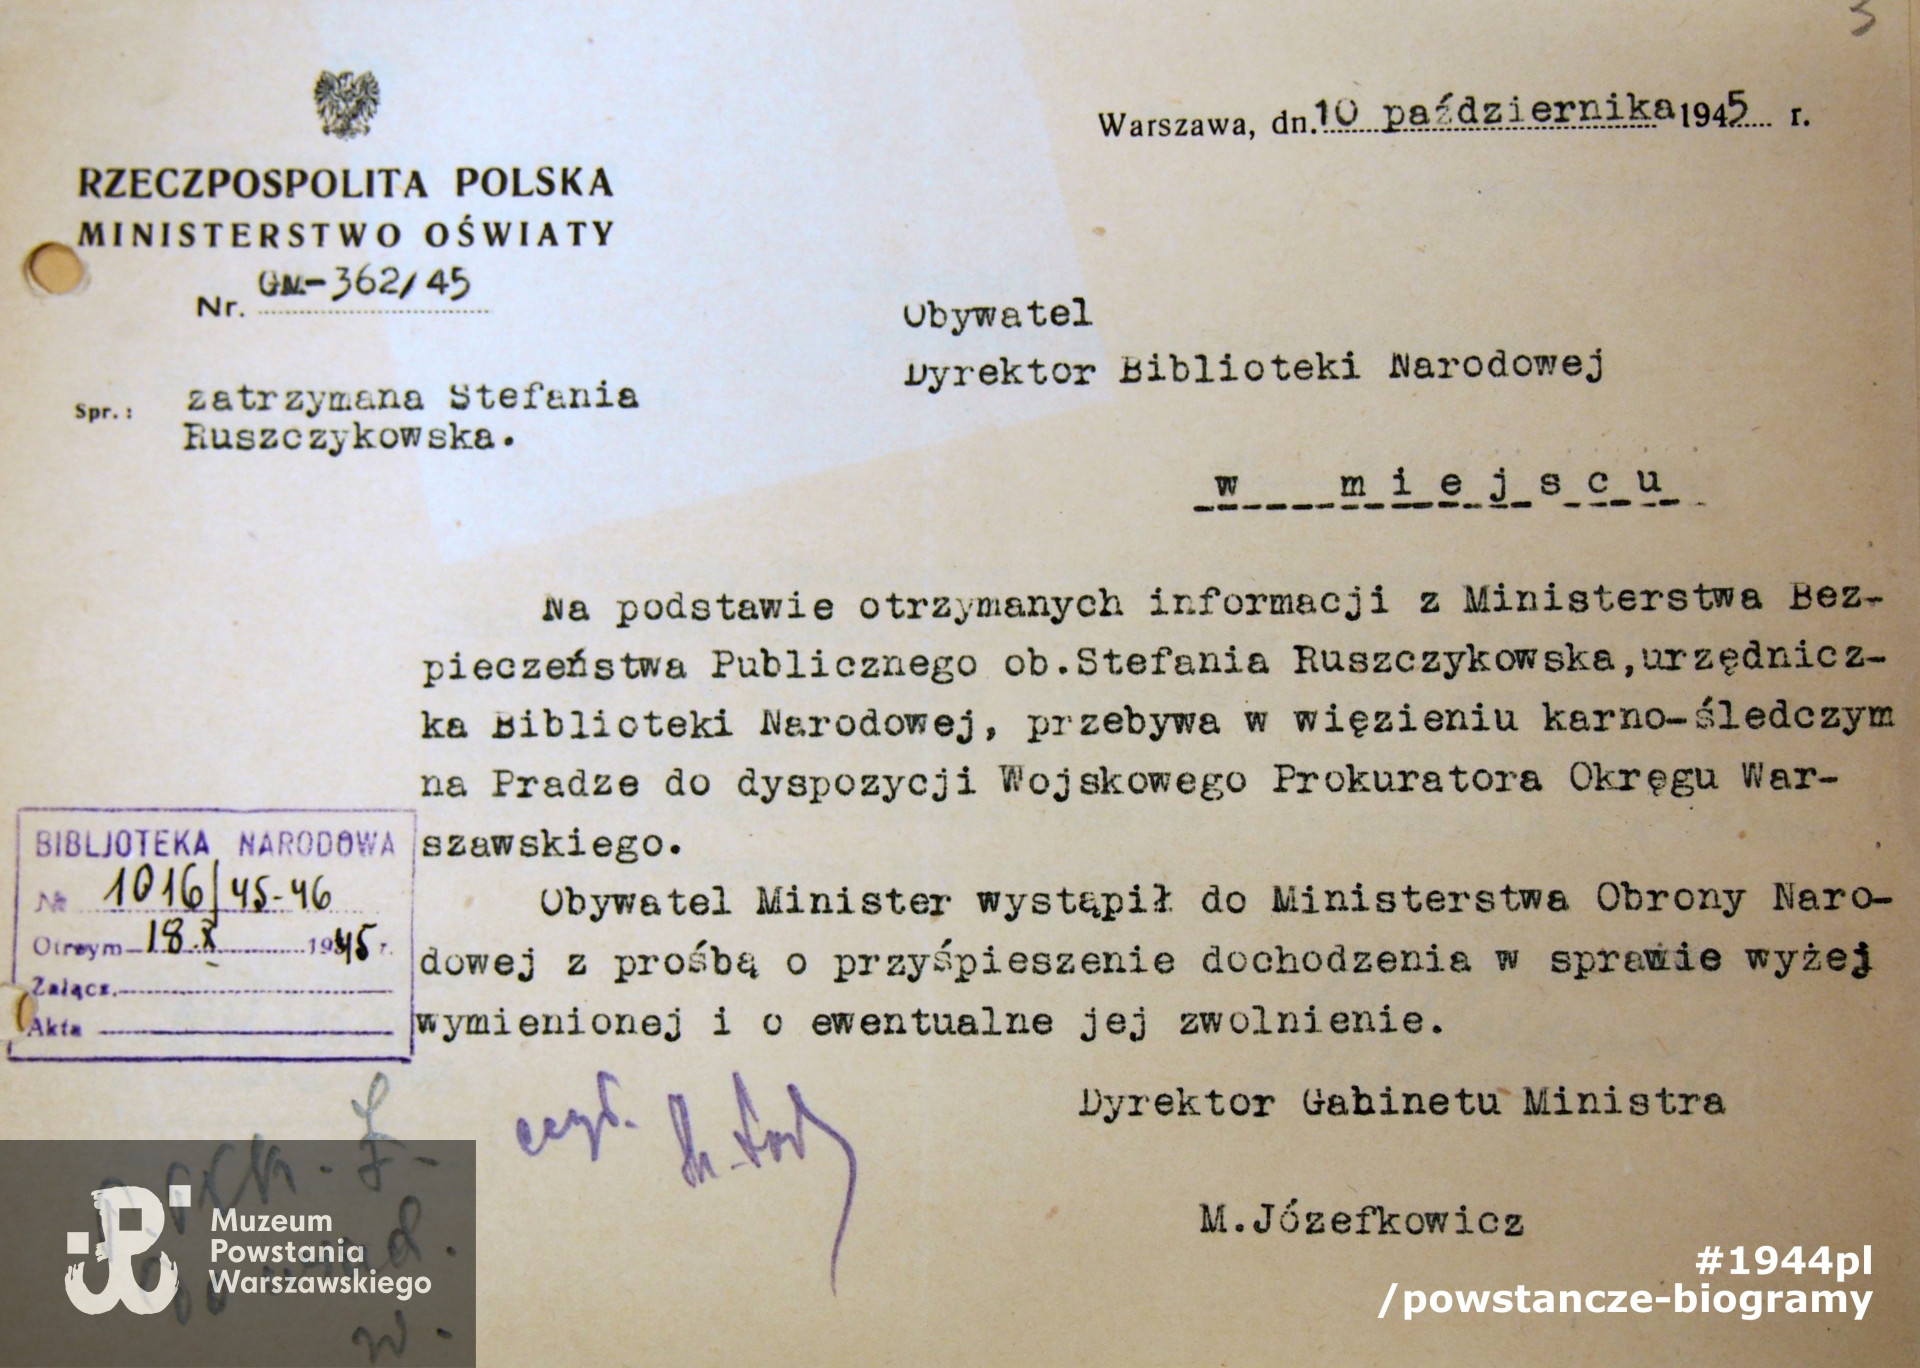 3
Warszawa, dn. 10 października 1945 r.
RZECZPOSPOLITA POLSKA
MINISTERSTWO OŚWIATY
Nr. GM-362/45
Obywatel
Dyrektor Biblioteki Narodowej
Spr.: zatrzymana Stefania
Ruszczykowska.
w miejscu
Na podstawie otrzymanych informacji z Ministerstwa Bez-
pieczeństwa Publicznego ob.Stefania Ruszczykowska,urzędnicz-
ka Biblioteki Narodowej, przebywa w więzieniu karno-śledczym
na Pradze do dyspozycji Wojskowego Prokuratora Okręgu War-
szawskiego.
Obywatel Minister wystąpił do Ministerstwa Obrony Naro-
dowej z prośbą o przyśpieszenie dochodzenia w sprawie wyżej
wymienionej i o ewentualne jej zwolnienie.
BIBLJOTEKA NARODOWA
Nr 1016/45-46
Otrzym 18.X 1945 r.
Załącz.
Akta
Dyrektor Gabinetu Ministra
M.Józefkowicz
Muzeum
Powstania
Warszawskiego
#1944pl
/powstancze-biogramy